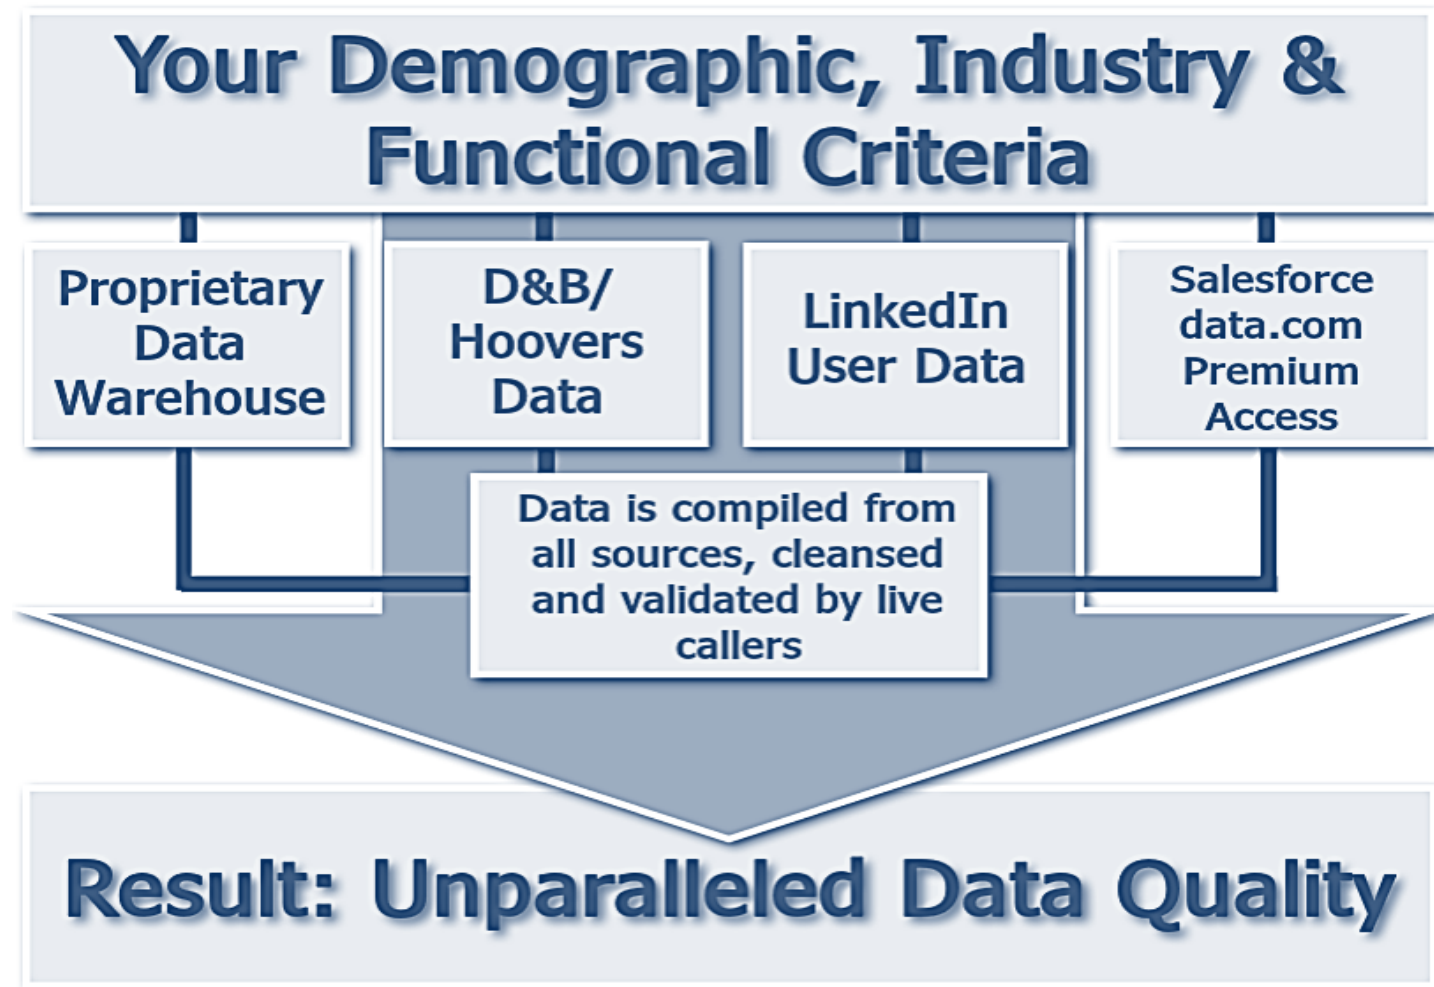 Your Demographic, Industry &
Functional Criteria
Proprietary
Data
Warehouse
D&B/
Hoovers
Data
LinkedIn
User Data
Salesforce
data.com
Premium
Access
Data is compiled from
all sources, cleansed
and validated by live
callers
Result: Unparalleled Data Quality